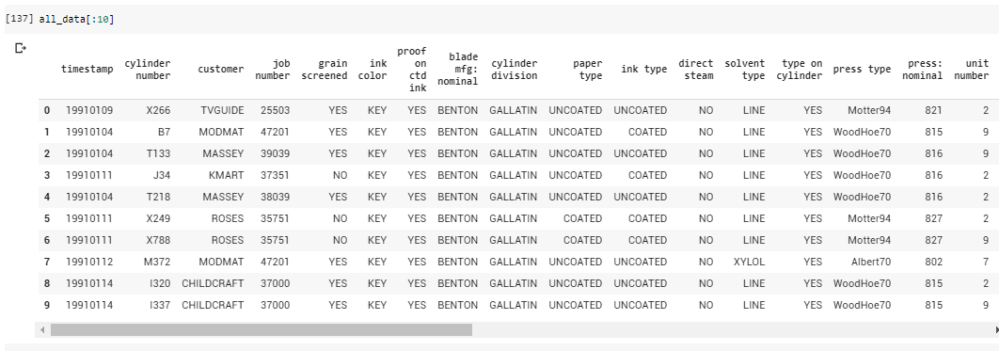 [137] all_data[:10]
timestamp cylinder number customer job number grain screened ink color proof on ctd ink blade mfg: nominal cylinder division paper type ink type direct steam solvent type type on cylinder press type press: nominal unit number
0 19910109 X266 TVGUIDE 25503 YES KEY YES BENTON GALLATIN UNCOATED UNCOATED NO LINE YES Motter94 821 2
1 19910104 B7 MODMAT 47201 YES KEY YES BENTON GALLATIN UNCOATED COATED NO LINE YES WoodHoe70 815 9
2 19910104 T133 MASSEY 39039 YES KEY YES BENTON GALLATIN UNCOATED UNCOATED NO LINE YES WoodHoe70 816 9
3 19910111 J34 KMART 37351 NO KEY YES BENTON GALLATIN UNCOATED COATED NO LINE YES WoodHoe70 816 2
4 19910104 T218 MASSEY 38039 YES KEY YES BENTON GALLATIN UNCOATED UNCOATED NO LINE YES WoodHoe70 816 2
5 19910111 X249 ROSES 35751 NO KEY YES BENTON GALLATIN COATED COATED NO LINE YES Motter94 827 2
6 19910111 X788 ROSES 35751 NO KEY YES BENTON GALLATIN COATED COATED NO LINE YES Motter94 827 9
7 19910112 M372 MODMAT 47201 YES KEY YES BENTON GALLATIN UNCOATED UNCOATED NO XYLOL YES Albert70 802 7
8 19910114 I320 CHILDCRAFT 37000 YES KEY YES BENTON GALLATIN UNCOATED UNCOATED NO LINE YES WoodHoe70 815 2
9 19910114 I337 CHILDCRAFT 37000 YES KEY YES BENTON GALLATIN UNCOATED UNCOATED NO LINE YES WoodHoe70 815 9